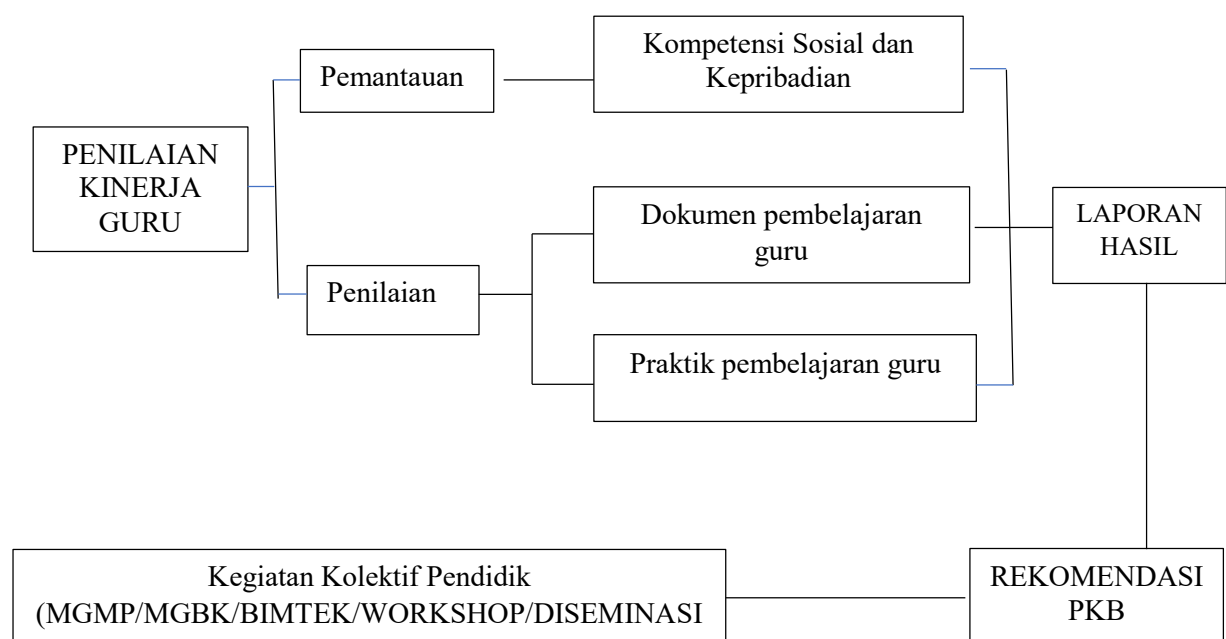 PENILAIAN
KINERJA
GURU
Pemantauan
Penilaian
Kompetensi Sosial dan
Kepribadian
Dokumen pembelajaran
guru
Praktik pembelajaran guru
LAPORAN
HASIL
REKOMENDASI
PKB
Kegiatan Kolektif Pendidik
(MGMP/MGBK/BIMTEK/WORKSHOP/DISEMINASI